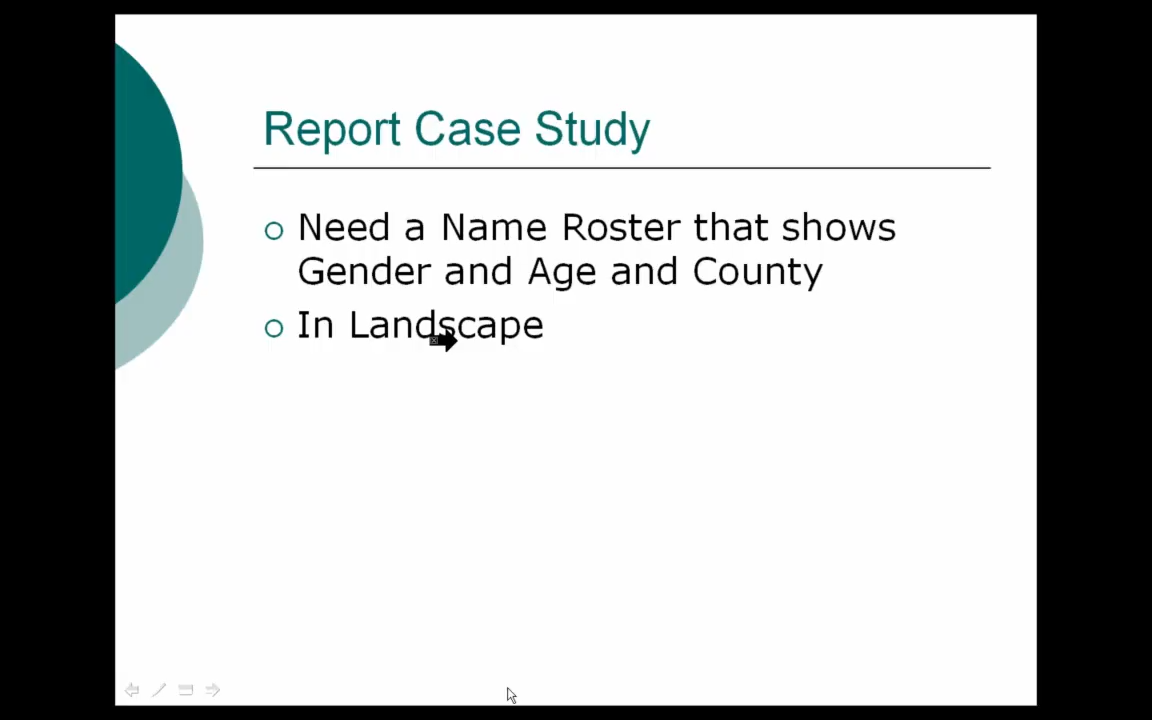 Report Case Study
Need a Name Roster that shows
Gender and Age and County
In Landscape